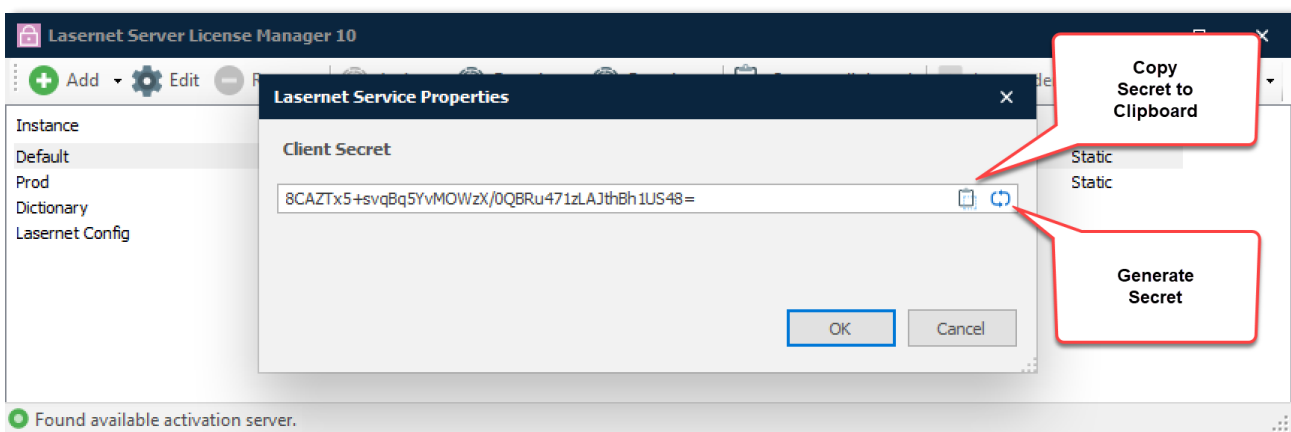 Lasernet Server License Manager 10
Add
Edit
Lasernet Service Properties
Copy
Secret to
Clipboard
Instance
Client Secret
Default
Static
Prod
Static
8CAZTx5+svqBq5YvMOWzX/0QBRu471zLAJthBh1US48=
Dictionary
Lasernet Config
Generate
Secret
OK
Cancel
Found available activation server.